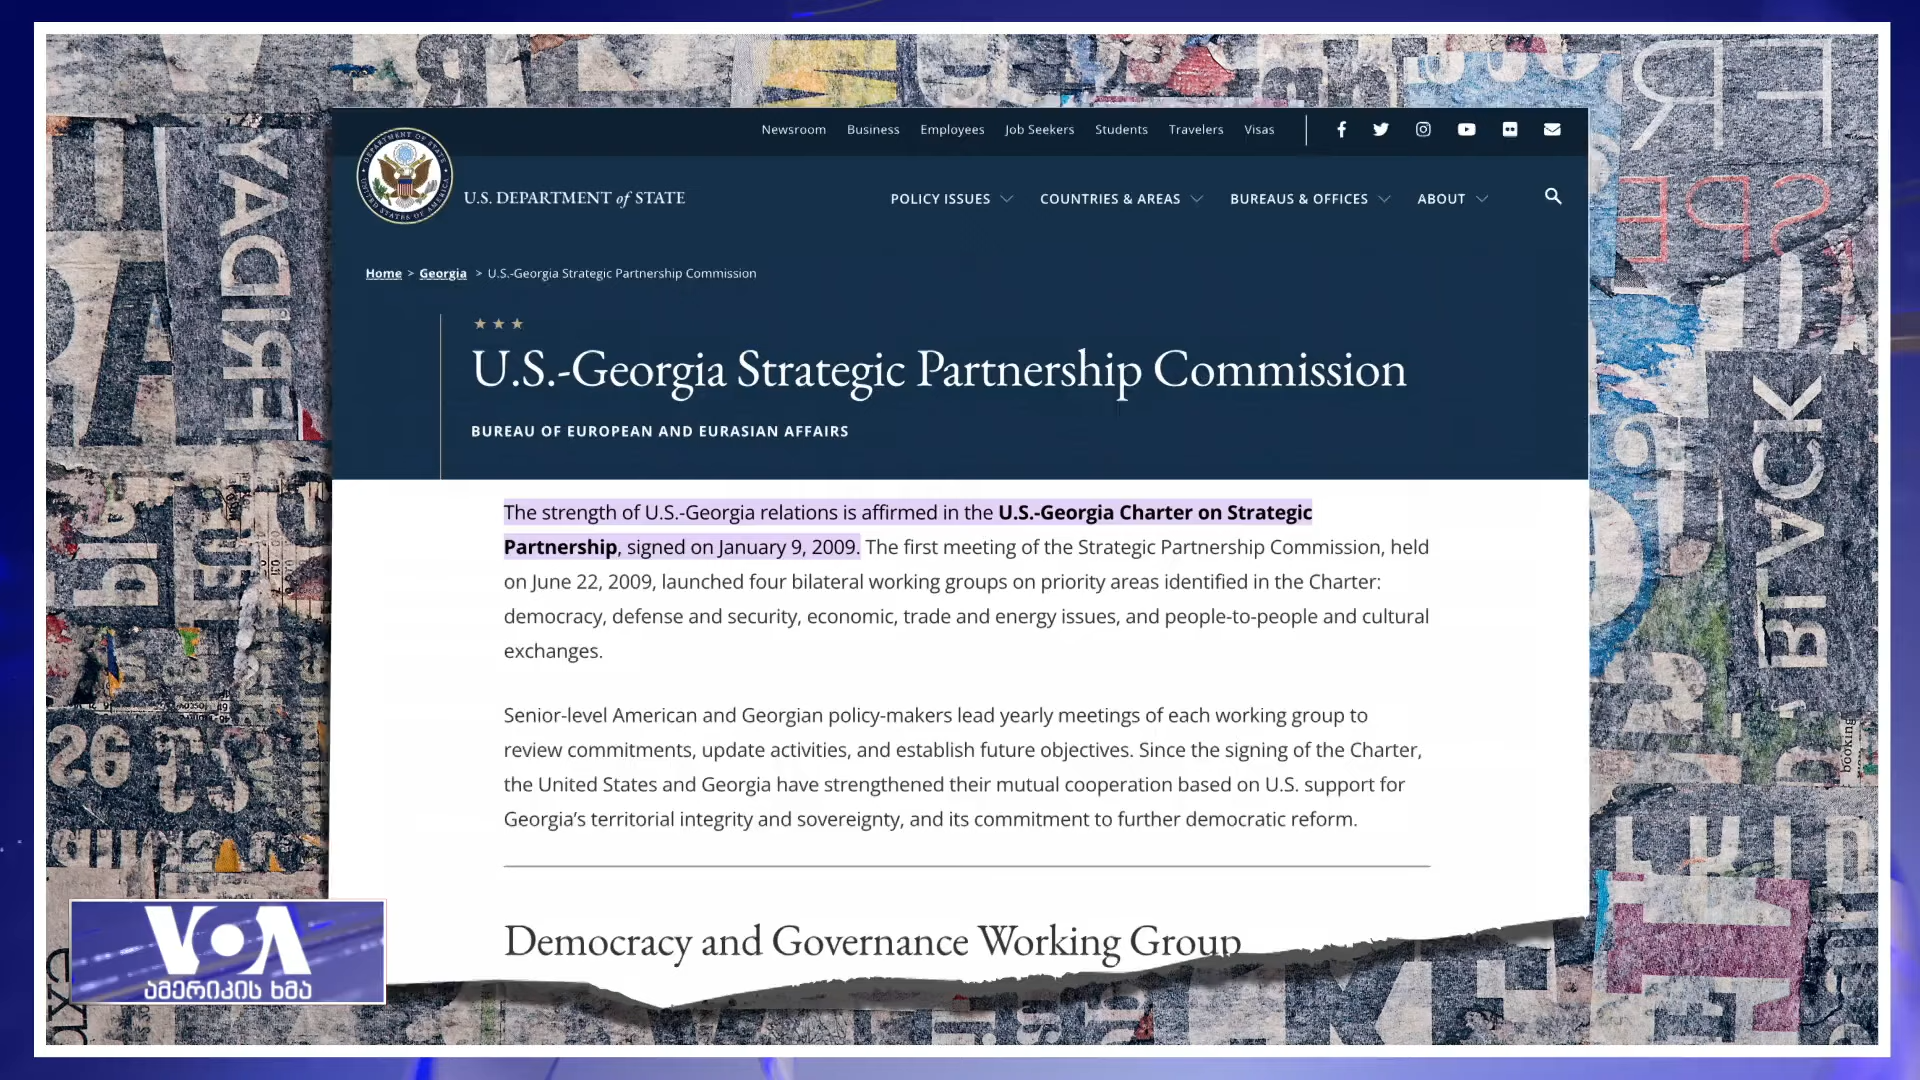 Newsroom Business Employees Job Seekers Students Travelers Visas
U.S. DEPARTMENT of STATE
POLICY ISSUES COUNTRIES & AREAS BUREAUS & OFFICES ABOUT
Home > Georgia > U.S.-Georgia Strategic Partnership Commission
U.S.-Georgia Strategic Partnership Commission
BUREAU OF EUROPEAN AND EURASIAN AFFAIRS
The strength of U.S.-Georgia relations is affirmed in the U.S.-Georgia Charter on Strategic
Partnership, signed on January 9, 2009. The first meeting of the Strategic Partnership Commission, held
on June 22, 2009, launched four bilateral working groups on priority areas identified in the Charter:
democracy, defense and security, economic, trade and energy issues, and people-to-people and cultural
exchanges.
Senior-level American and Georgian policy-makers lead yearly meetings of each working group to
review commitments, update activities, and establish future objectives. Since the signing of the Charter,
the United States and Georgia have strengthened their mutual cooperation based on U.S. support for
Georgia's territorial integrity and sovereignty, and its commitment to further democratic reform.
Democracy and Governance Working Group
VOA
ამერიკის ხმა
FRIDAY
BLACK
booking